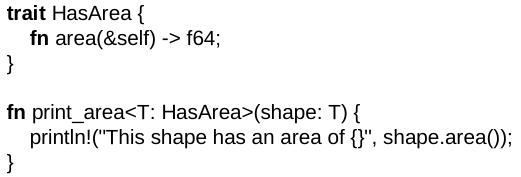 trait HasArea {
    fn area(&self) -> f64;
}

fn print_area<T: HasArea>(shape: T) {
    println!("This shape has an area of {}", shape.area());
}